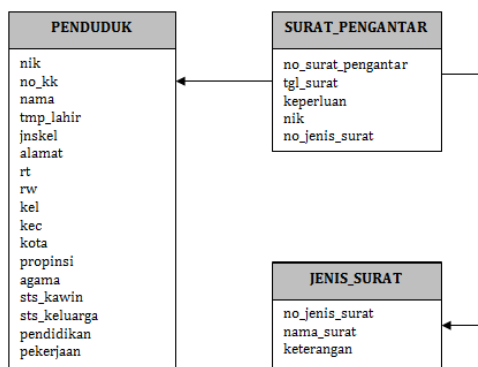 PENDUDUK
nik
no_kk
nama
tmp_lahir
jnskel
alamat
rt
rw
kel
kec
kota
propinsi
agama
sts_kawin
sts_keluarga
pendidikan
pekerjaan
SURAT_PENGANTAR
no_surat_pengantar
tgl_surat
keperluan
nik
no_jenis_surat
JENIS_SURAT
no_jenis_surat
nama_surat
keterangan